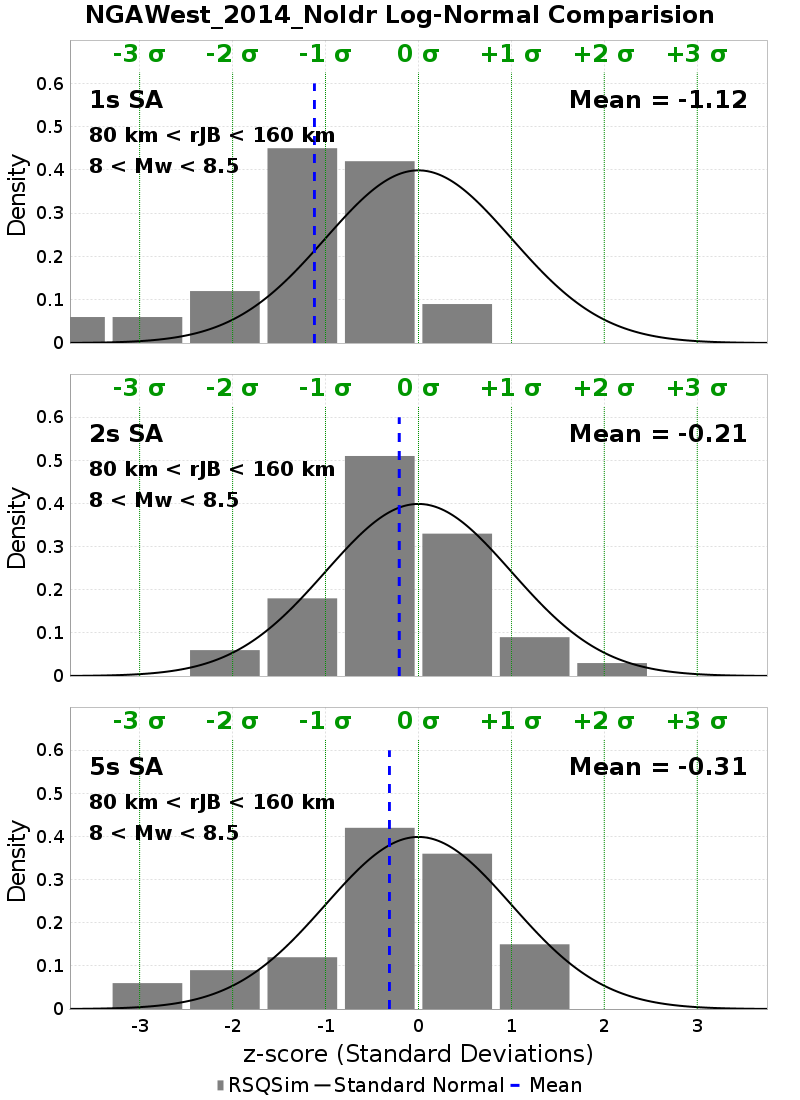 NGAWest_2014_NoIdr Log-Normal Comparision
-3 σ -2 σ -1 σ 0 σ +1 σ +2 σ +3 σ
1s SA Mean = -1.12
80 km < rJB < 160 km
8 < Mw < 8.5
Density
0.6
0.5
0.4
0.3
0.2
0.1
0
-3 σ -2 σ -1 σ 0 σ +1 σ +2 σ +3 σ
2s SA Mean = -0.21
80 km < rJB < 160 km
8 < Mw < 8.5
Density
0.6
0.5
0.4
0.3
0.2
0.1
0
-3 σ -2 σ -1 σ 0 σ +1 σ +2 σ +3 σ
5s SA Mean = -0.31
80 km < rJB < 160 km
8 < Mw < 8.5
Density
0.6
0.5
0.4
0.3
0.2
0.1
0
-3 -2 -1 0 1 2 3
z-score (Standard Deviations)
RSQSim Standard Normal Mean